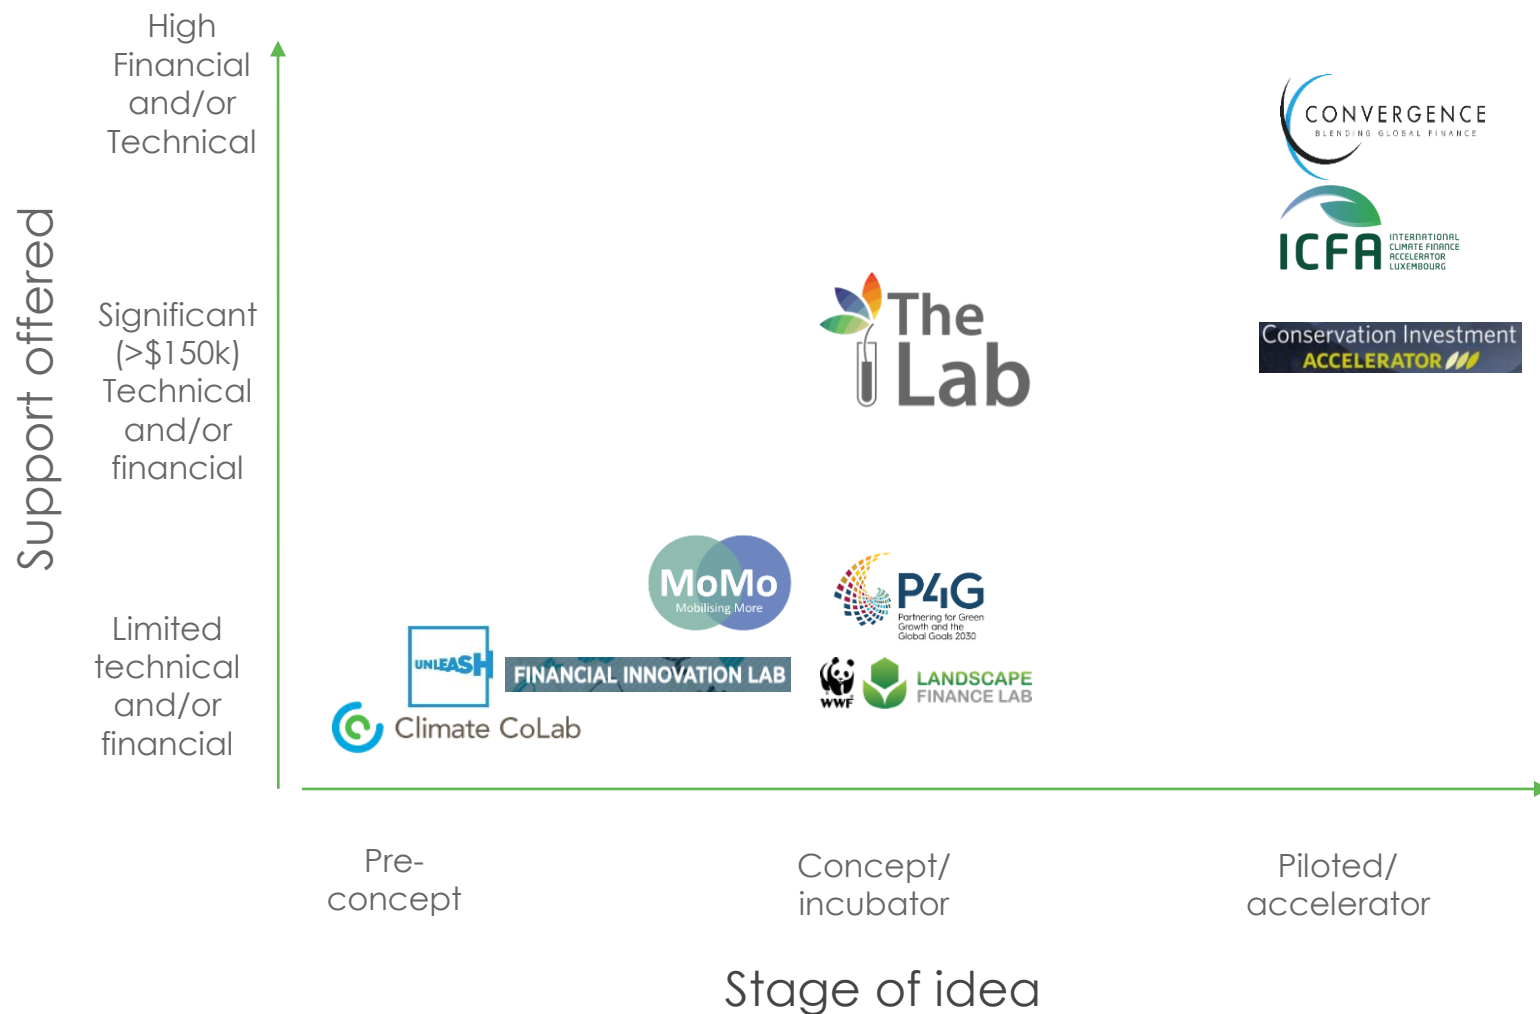 High
Financial
and/or
Technical
Support offered
Significant
(>$150k)
Technical
and/or
financial
Limited
technical
and/or
financial
CONVERGENCE
BLENDING GLOBAL FINANCE
ICFA
INTERNATIONAL
CLIMATE FINANCE
ACCELERATOR
LUXEMBOURG
The
Lab
Conservation Investment
ACCELERATOR
MoMo
Mobilising More
P4G
Partnering for Green
Growth and the
Global Goals 2030
UNLEASH
FINANCIAL INNOVATION LAB
WWF
LANDSCAPE
FINANCE LAB
Climate CoLab
Pre-
concept
Concept/
incubator
Piloted/
accelerator
Stage of idea